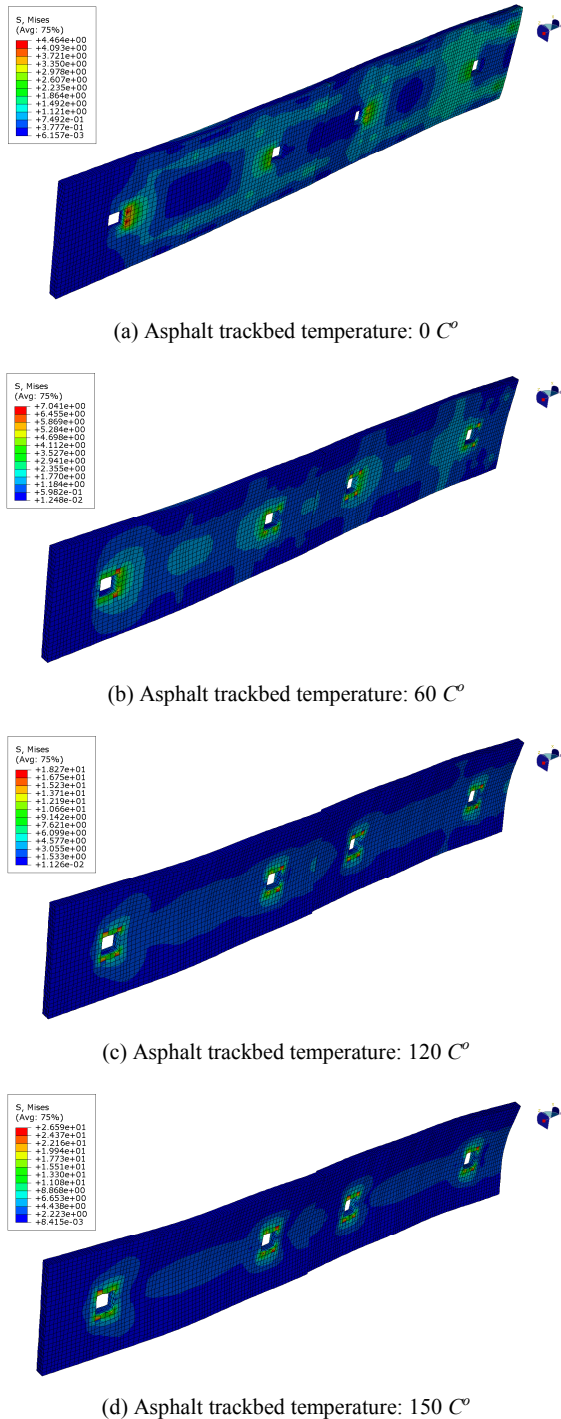 S, Mises
(Avg: 75%)
+4.464e+00
+4.093e+00
+3.721e+00
+3.350e+00
+2.978e+00
+2.607e+00
+2.235e+00
+1.864e+00
+1.492e+00
+1.121e+00
+7.492e-01
+3.777e-01
+6.157e-03
(a) Asphalt trackbed temperature: 0 C°
S, Mises
(Avg: 75%)
+7.041e+00
+6.455e+00
+5.869e+00
+5.284e+00
+4.698e+00
+4.112e+00
+3.527e+00
+2.941e+00
+2.355e+00
+1.770e+00
+1.184e+00
+5.982e-01
+1.248e-02
(b) Asphalt trackbed temperature: 60 C°
S, Mises
(Avg: 75%)
+1.827e+01
+1.675e+01
+1.523e+01
+1.371e+01
+1.219e+01
+1.066e+01
+9.142e+00
+7.621e+00
+6.099e+00
+4.577e+00
+3.055e+00
+1.533e+00
+1.126e-02
(c) Asphalt trackbed temperature: 120 C°
S, Mises
(Avg: 75%)
+2.659e+01
+2.437e+01
+2.216e+01
+1.994e+01
+1.773e+01
+1.551e+01
+1.330e+01
+1.108e+01
+8.868e+00
+6.653e+00
+4.438e+00
+2.223e+00
+8.415e-03
(d) Asphalt trackbed temperature: 150 C°